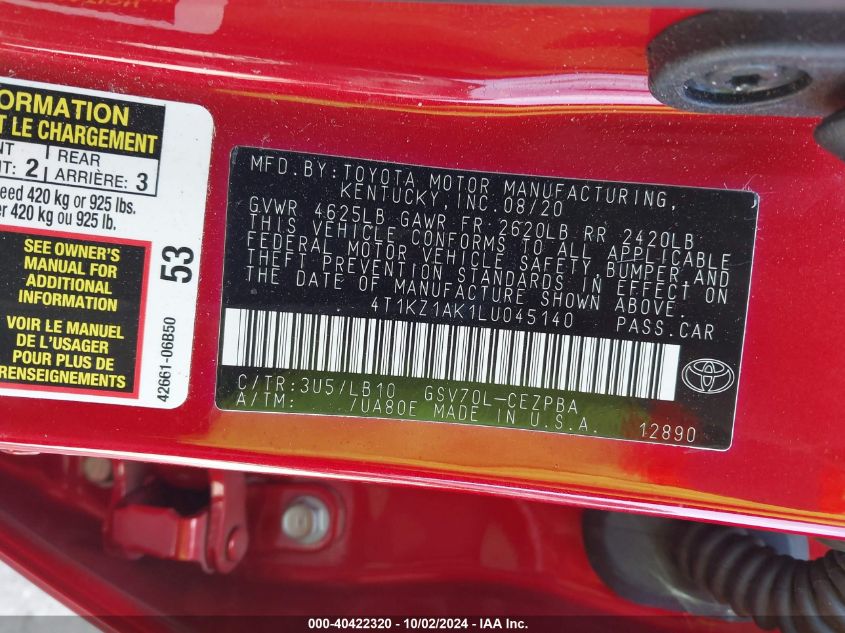 ORMATION
T LE CHARGEMENT
NT REAR
NT: 2 ARRIÈRE: 3
eed 420 kg or 925 lbs.
er 420 kg ou 925 lb.
SEE OWNER'S
MANUAL FOR
ADDITIONAL
INFORMATION
VOIR LE MANUEL
DE L'USAGER
POUR PLUS DE
RENSEIGNEMENTS
53
42661-06B50
MFD. BY: TOYOTA MOTOR MANUFACTURING,
KENTUCKY, INC. 08/20
GVWR 4625LB GAWR FR 2620LB RR 2420LB
THIS VEHICLE CONFORMS TO ALL APPLICABLE
FEDERAL MOTOR VEHICLE SAFETY, BUMPER, AND
THEFT PREVENTION STANDARDS IN EFFECT ON
THE DATE OF MANUFACTURE SHOWN ABOVE.
4T1KZ1AK1LU045140 PASS.CAR
C/TR:3U5/LB10 GSV70L-CEZPBA
A/TM: /UA80E MADE IN U.S.A. 12890
000-40422320 - 10/02/2024 - IAA Inc.